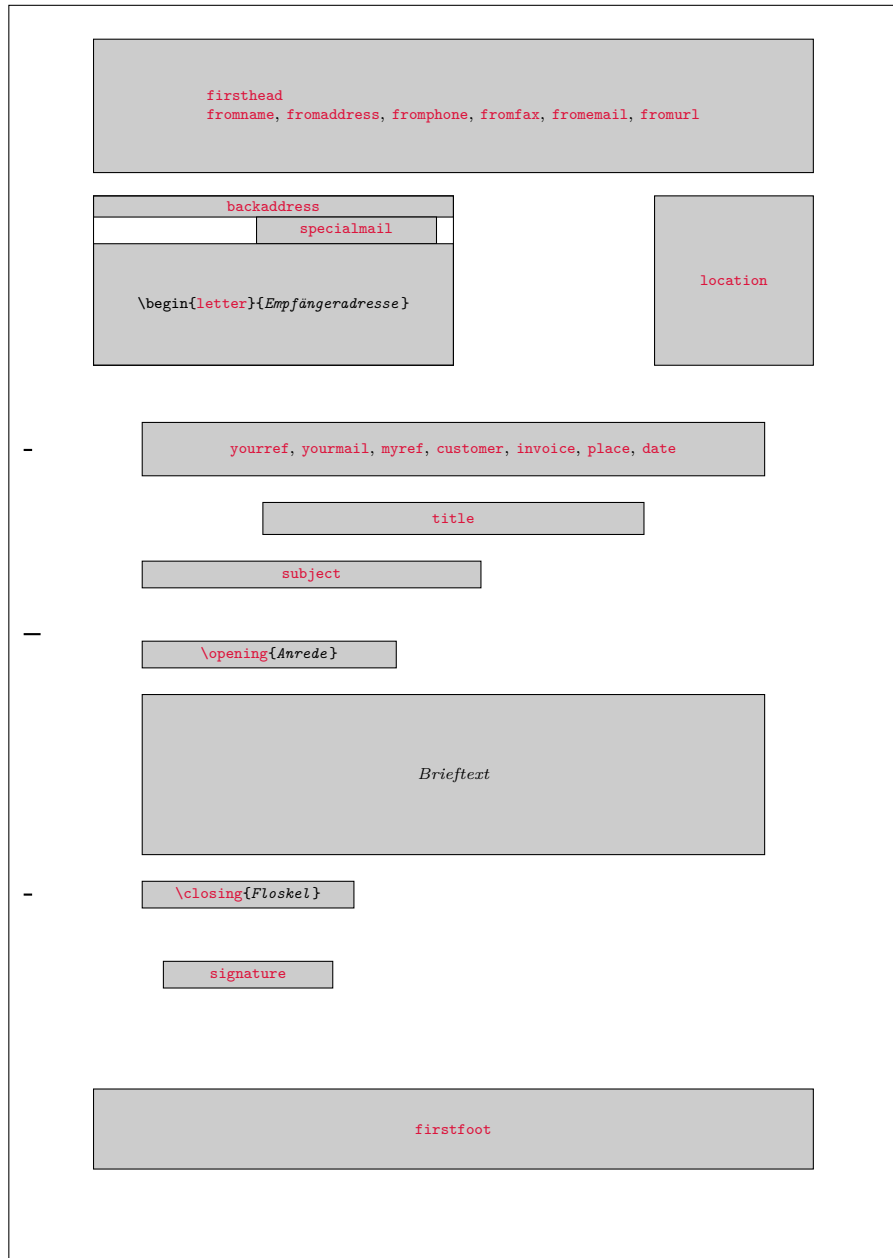 firsthead
fromname, fromaddress, fromphone, fromfax, fromemail, fromurl
backaddress
specialmail
\begin{letter}{Empfängeradresse}
location
yourref, yourmail, myref, customer, invoice, place, date
title
subject
\opening{Anrede}
Brieftext
\closing{Floskel}
signature
firstfoot